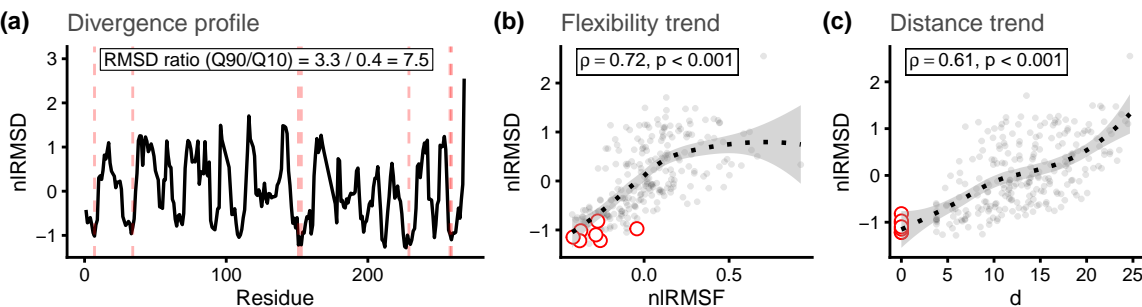 (a) Divergence profile
RMSD ratio (Q90/Q10) = 3.3 / 0.4 = 7.5
nlRMSD
3
2
1
0
−1
0 100 200
Residue
(b) Flexibility trend
ρ = 0.72, p < 0.001
nlRMSD
2
1
0
−1
0.0 0.5
nlRMSF
(c) Distance trend
ρ = 0.61, p < 0.001
nlRMSD
2
1
0
−1
0 5 10 15 20 25
d